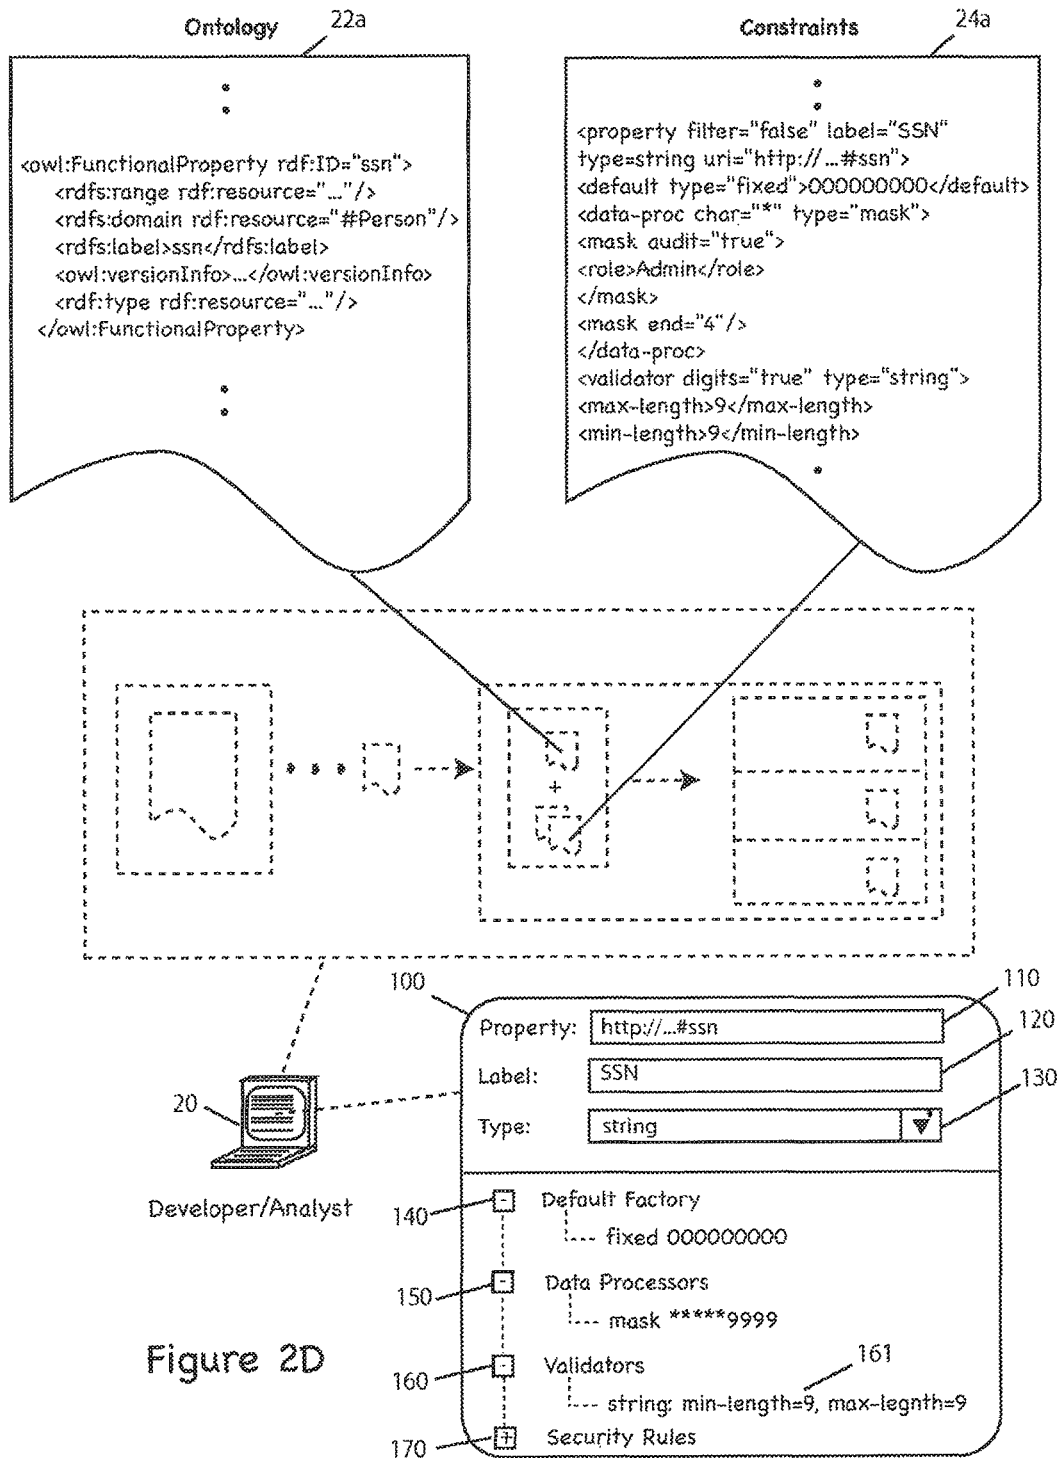 Ontology
22a
<owl:FunctionalProperty rdf:ID="ssn">
<rdfs:range rdf:resource="..."/>
<rdfs:domain rdf:resource="#Person"/>
<rdfs:label>ssn</rdfs:label>
<owl:versionInfo>...</owl:versionInfo>
<rdf:type rdf:resource="..."/>
</owl:FunctionalProperty>
Constraints
24a
<property filter="false" label="SSN"
type=string uri="http://...#ssn">
<default type="fixed">000000000</default>
<data-proc char="*" type="mask">
<mask audit="true">
<role>Admin</role>
</mask>
<mask end="4"/>
</data-proc>
<validator digits="true" type="string">
<max-length>9</max-length>
<min-length>9</min-length>
+
100
110
Property: http://...#ssn
120
Label: SSN
130
Type: string
20
Developer/Analyst
140
- Default Factory
fixed 000000000
150
- Data Processors
mask *****9999
160
- Validators
161
string: min-length=9, max-legnth=9
170
+ Security Rules
Figure 2D